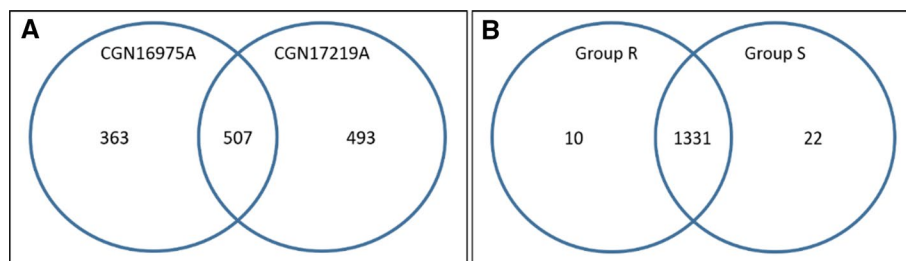 A
CGN16975A CGN17219A
363 507 493
B
Group R Group S
10 1331 22